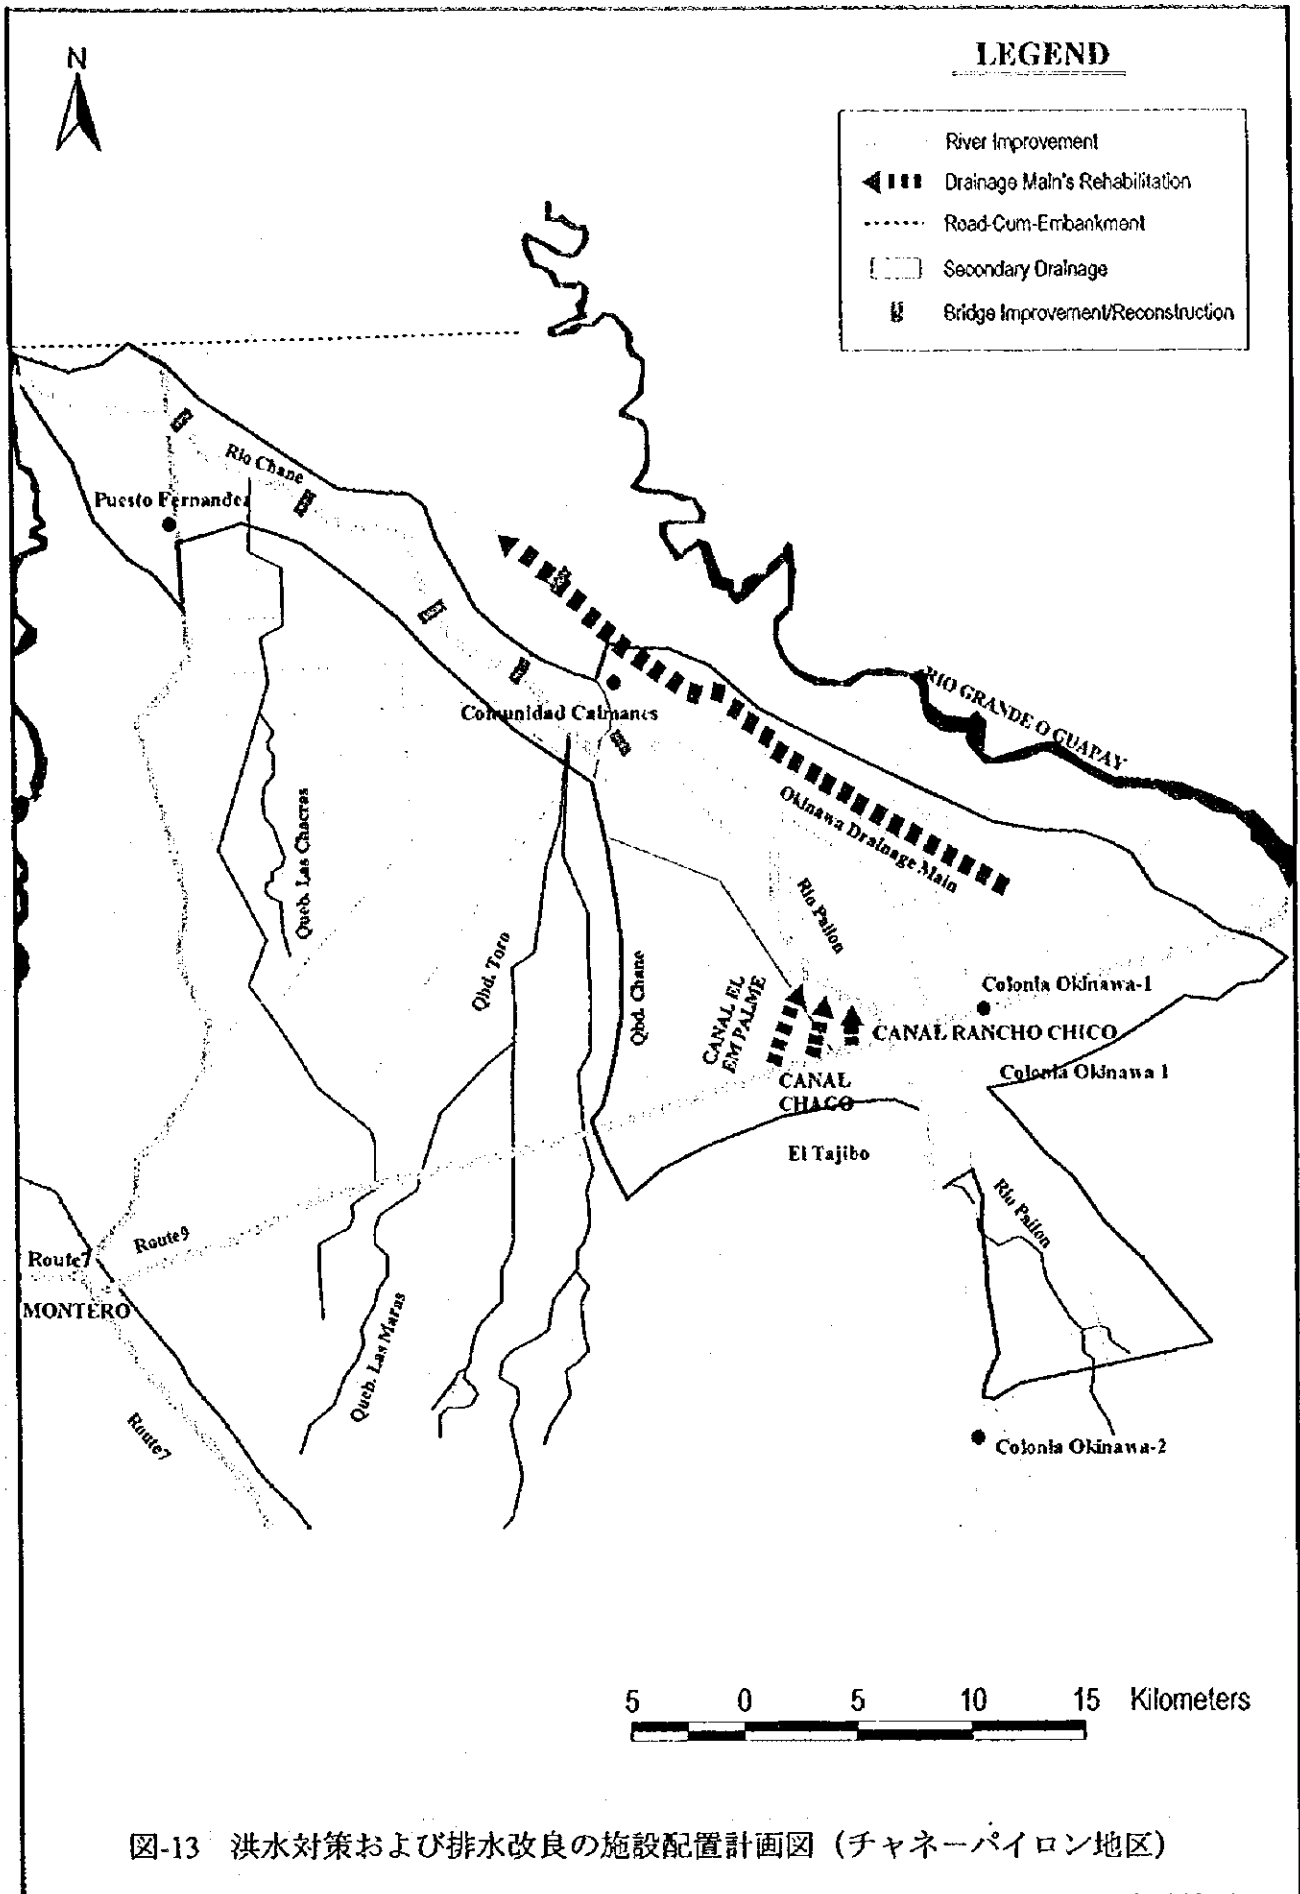 N
LEGEND
River Improvement
Drainage Main's Rehabilitation
Road-Cum-Embankment
Secondary Drainage
Bridge Improvement/Reconstruction
Rio Chane
Puesto Fernandez
Comunidad Caimanes
RIO GRANDE O GUAPAY
Okinawa Drainage Main
Queb. Las Chacras
Rio Pailon
Qbd. Toro
Qbd. Chane
CANAL EL
EM PALME
Colonia Okinawa-1
CANAL RANCHO CHICO
Colonia Okinawa 1
CANAL
CHACO
El Tajibo
Rio Pailon
Route9
Route7
MONTERO
Queb. Las Maras
Route7
Colonia Okinawa-2
5 0 5 10 15 Kilometers
図-13 洪水対策および排水改良の施設配置計画図（チャネーパイロン地区）